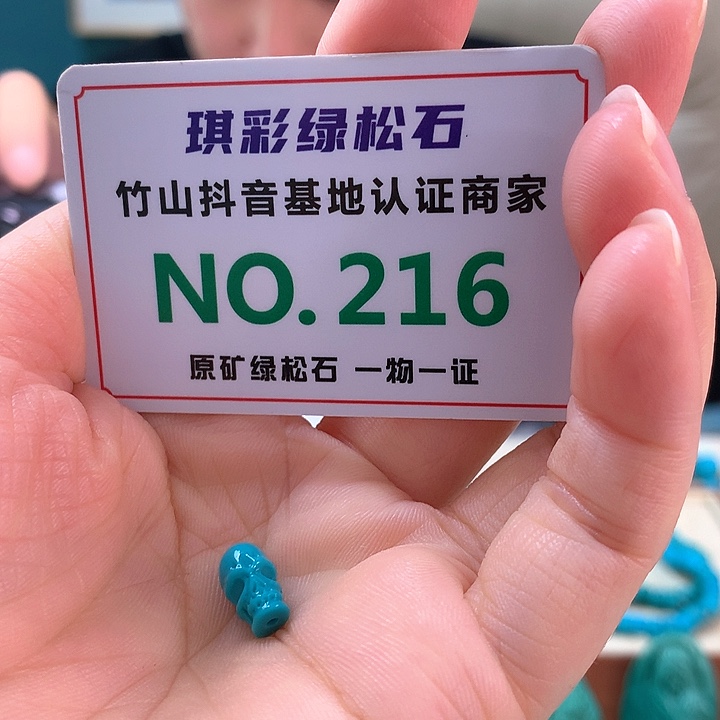 琪彩绿松石
竹山抖音基地认证商家
NO.216
原矿绿松石 一物一证